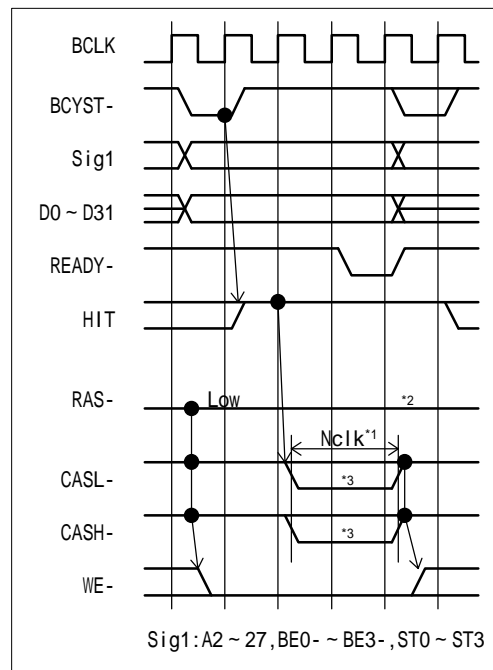 BCLK
BCYST-
Sig1
D0～D31
READY-
HIT
RAS-
Low
*2
Nclk*1
CASL-
*3
CASH-
*3
WE-
Sig1:A2～27,BE0-～BE3-,ST0～ST3